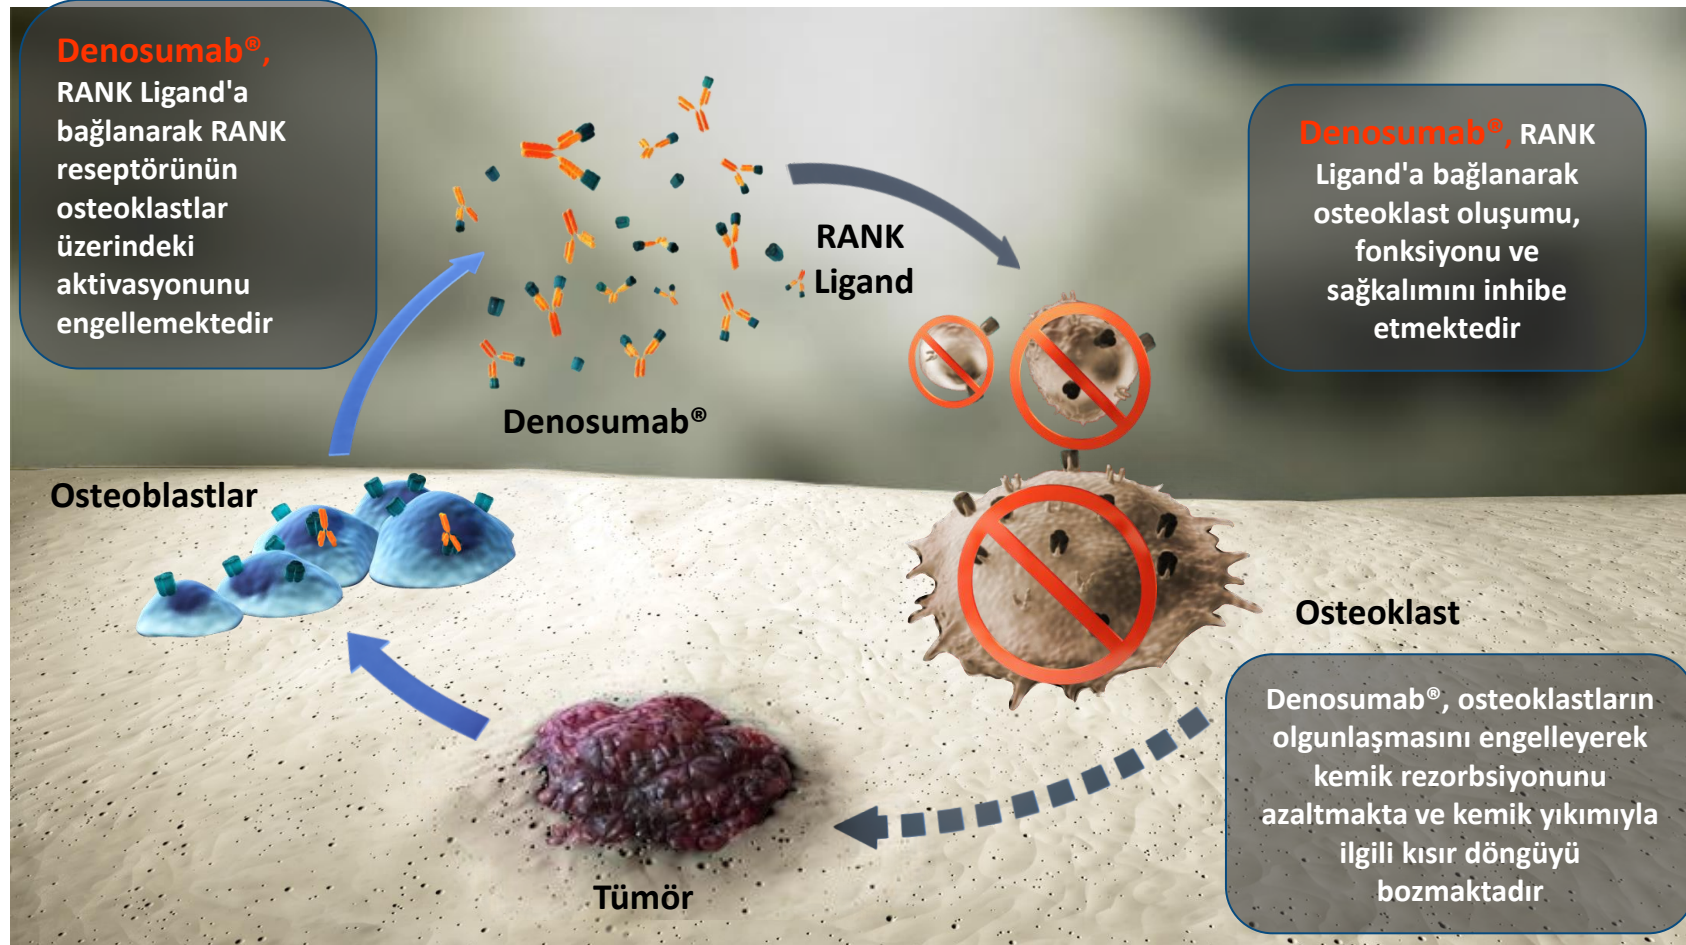 Denosumab®,
RANK Ligand'a
bağlanarak RANK
reseptörünün
osteoklastlar
üzerindeki
aktivasyonunu
engellemektedir
Denosumab®, RANK
Ligand'a bağlanarak
osteoklast oluşumu,
fonksiyonu ve
sağkalımını inhibe
etmektedir
RANK
Ligand
Denosumab®
Osteoblastlar
Osteoklast
Denosumab®, osteoklastların
olgunlaşmasını engelleyerek
kemik rezorbsiyonunu
azaltmakta ve kemik yıkımıyla
ilgili kısır döngüyü
bozmaktadır
Tümör